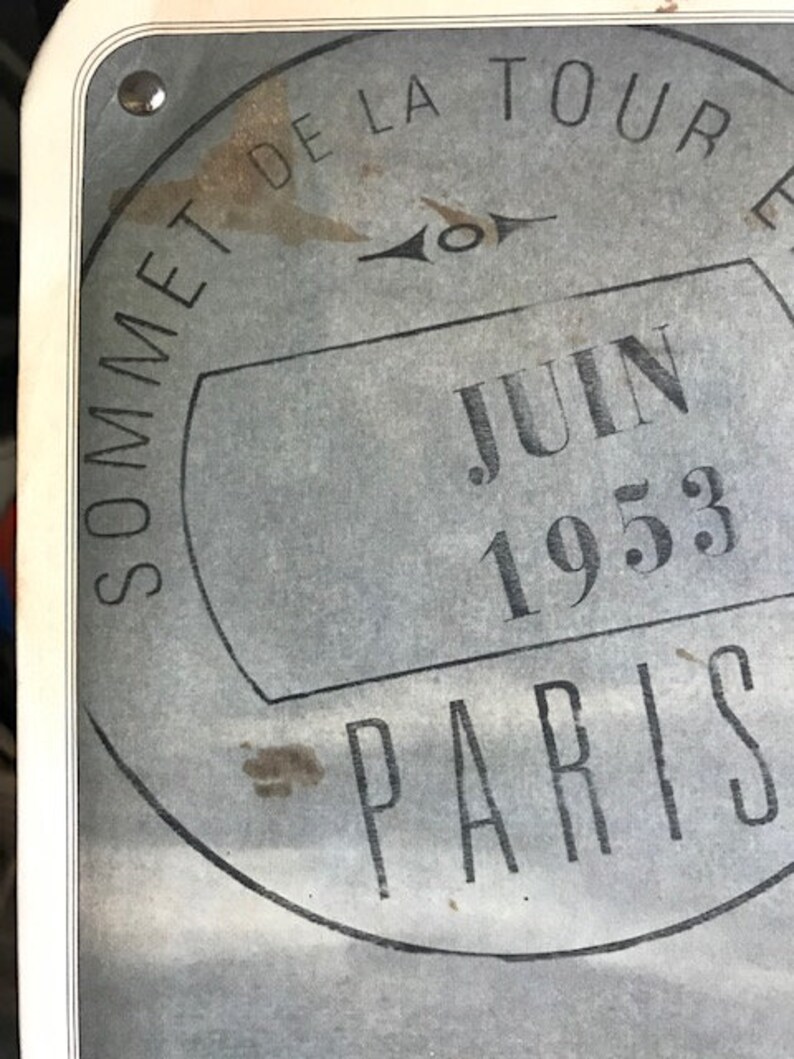 SOMMET DE LA TOUR E
JUIN
1953
PARIS